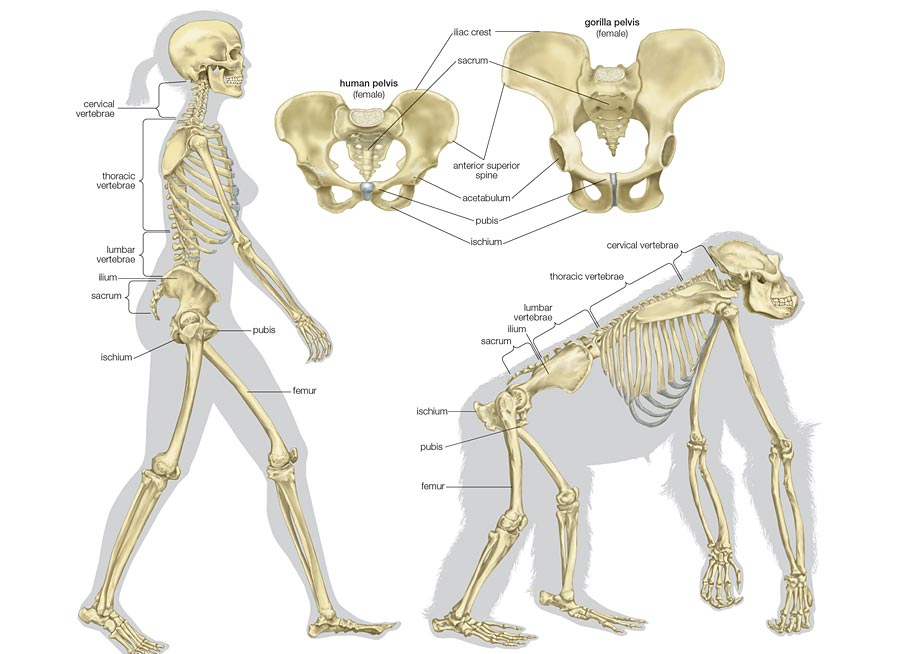 gorilla pelvis
(female)
iliac crest
sacrum
human pelvis
(female)
anterior superior
spine
acetabulum
pubis
ischium
cervical
vertebrae
thoracic
vertebrae
lumbar
vertebrae
ilium
sacrum
ischium
pubis
femur
cervical vertebrae
thoracic vertebrae
lumbar
vertebrae
ilium
sacrum
ischium
pubis
femur